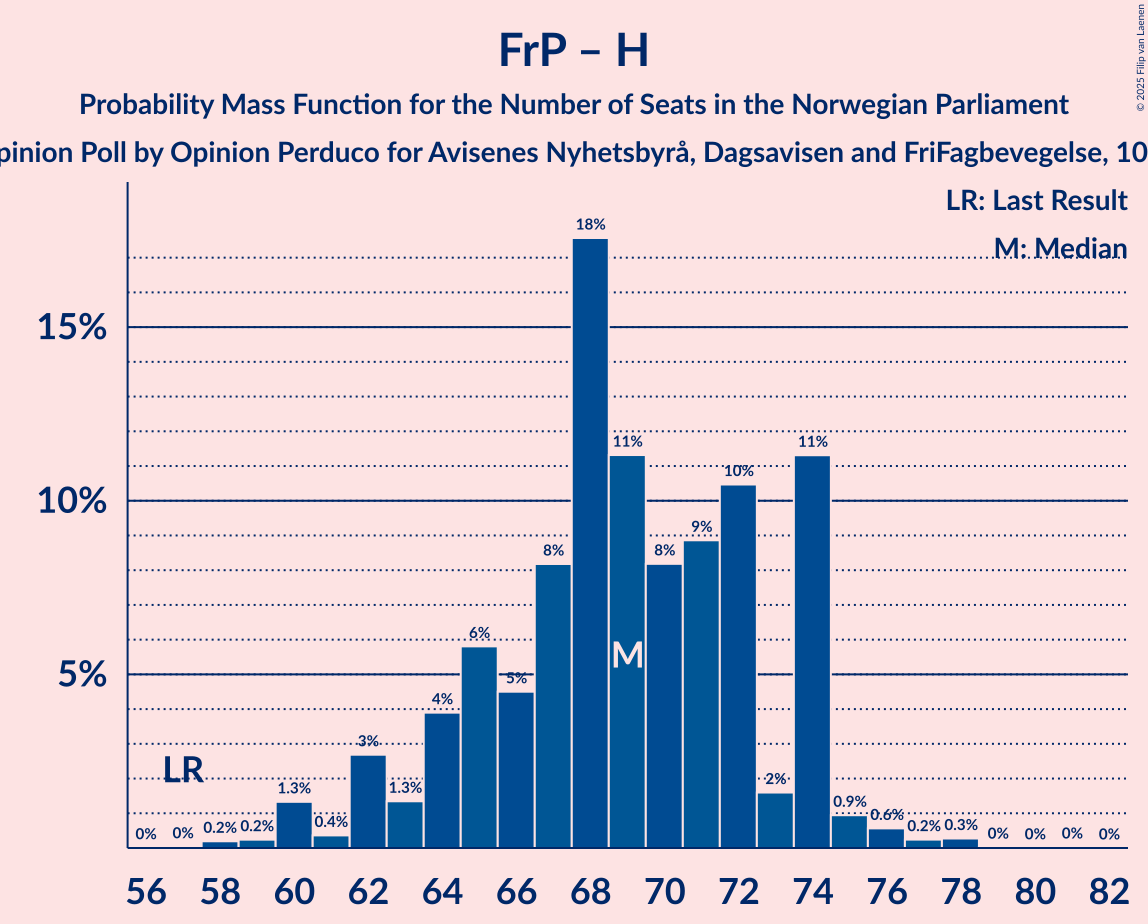 FrP – H
Probability Mass Function for the Number of Seats in the Norwegian Parliament
pinion Poll by Opinion Perduco for Avisenes Nyhetsbyrå, Dagsavisen and FriFagbevegelse, 10
© 2025 Filip van Laenen
LR: Last Result
M: Median
15%
10%
5%
0% 0% 0.2% 0.2% 1.3% 0.4% 3% 1.3% 4% 6% 5% 8% 18% 11% 8% 9% 10% 2% 11% 0.9% 0.6% 0.2% 0.3% 0% 0% 0% 0%
LR
M
56 58 60 62 64 66 68 70 72 74 76 78 80 82